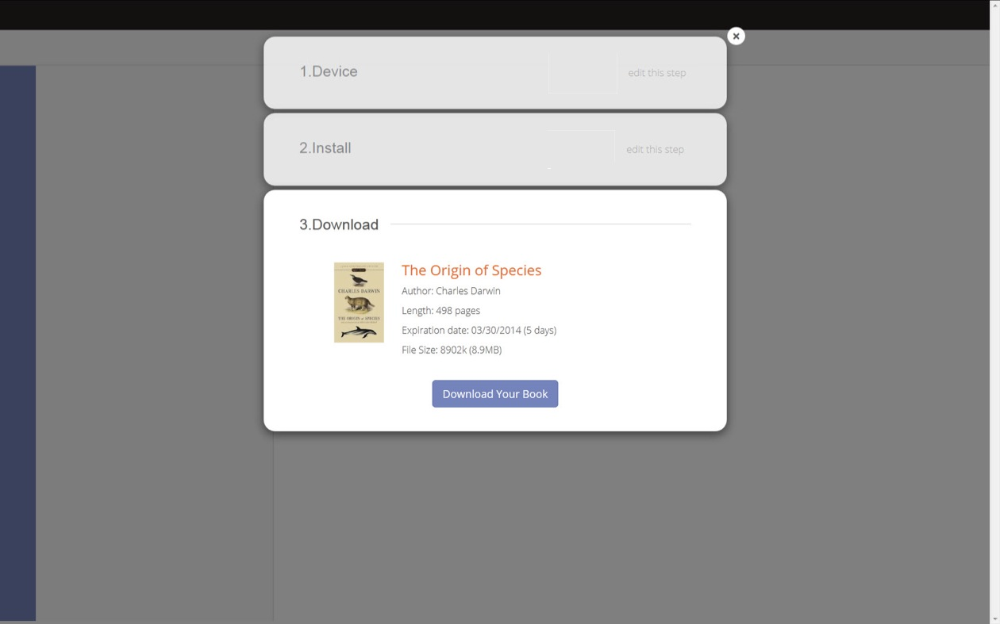 1.Device
edit this step
2.Install
edit this step
3.Download
CHARLES DARWIN
THE ORIGIN of SPECIES
The Origin of Species
Author: Charles Darwin
Length: 498 pages
Expiration date: 03/30/2014 (5 days)
File Size: 8902k (8.9MB)
Download Your Book